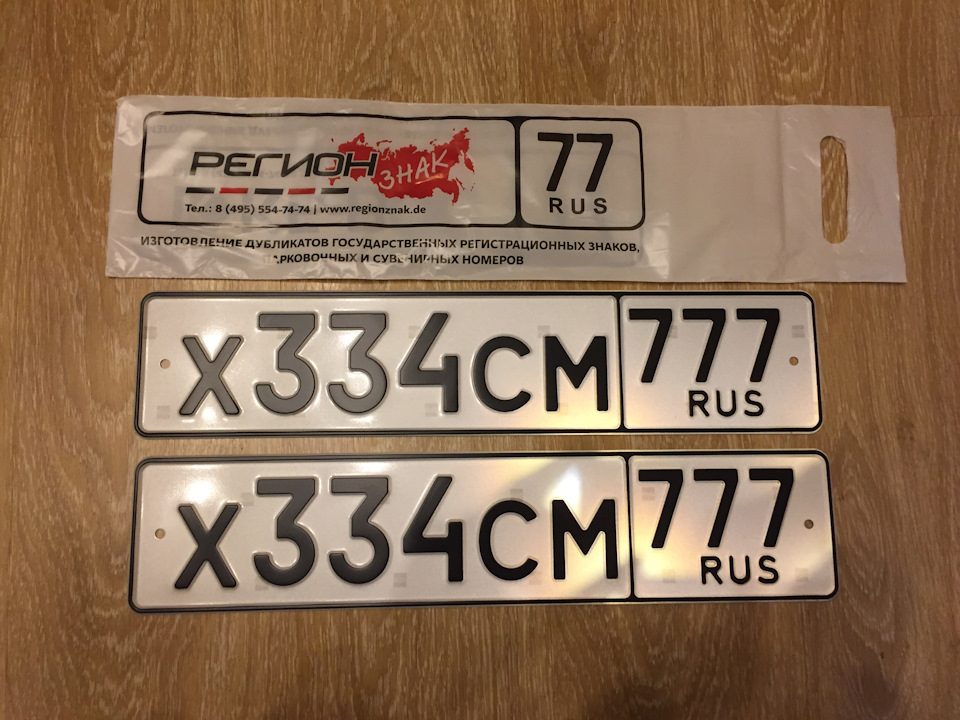 РЕГИОН ЗНАК
77
RUS
Тел.: 8 (495) 554-74-74 | www.regionznak.de
ИЗГОТОВЛЕНИЕ ДУБЛИКАТОВ ГОСУДАРСТВЕННЫХ РЕГИСТРАЦИОННЫХ ЗНАКОВ,
ПАРКОВОЧНЫХ И СУВЕНИРНЫХ НОМЕРОВ
Х334СМ 777
RUS
Х334СМ 777
RUS